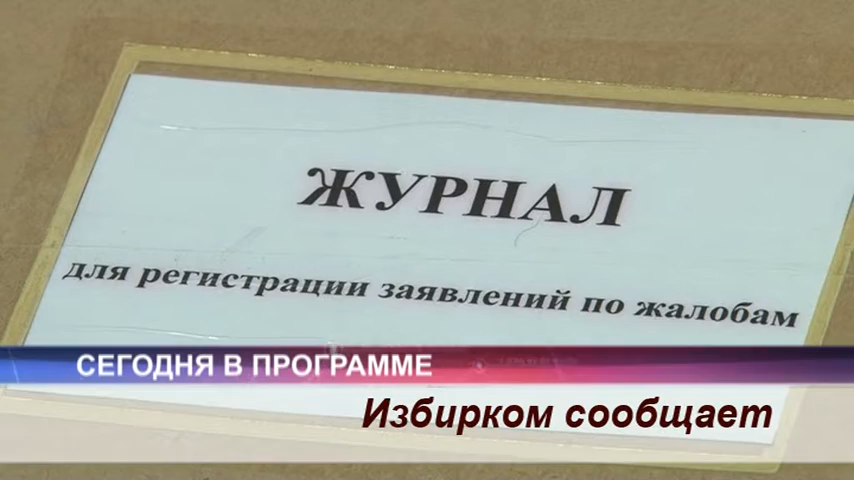 ЖУРНАЛ
для регистрации заявлений по жалобам
СЕГОДНЯ В ПРОГРАММЕ
Избирком сообщает